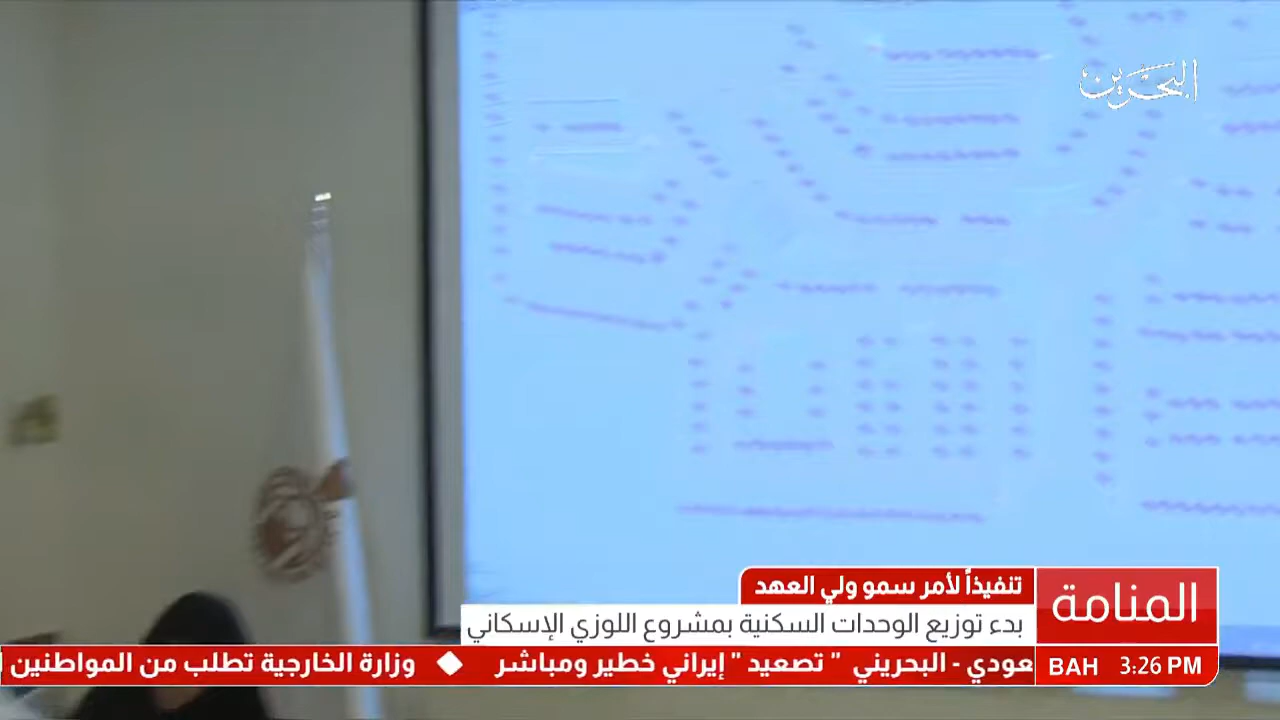 البحرين
تنفيذاً لأمر سمو ولي العهد
المنامة
بدء توزيع الوحدات السكنية بمشروع اللوزي الإسكاني
عودي - البحريني " تصعيد " إيراني خطير ومباشر ◆ وزارة الخارجية تطلب من المواطنين
BAH 3:26 PM